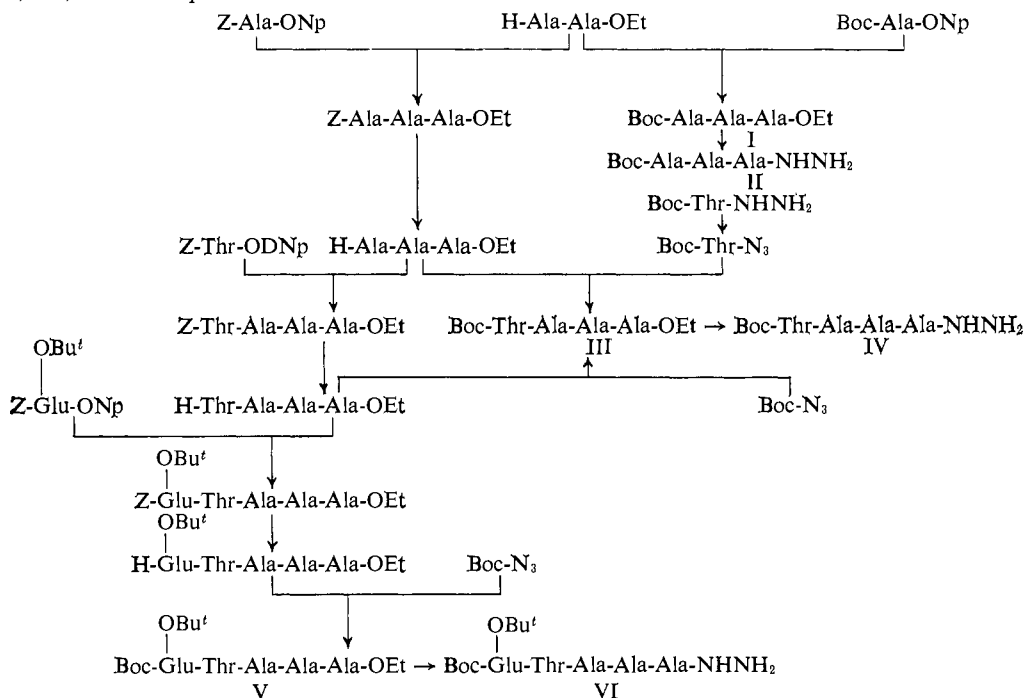 Z-Ala-ONp H-Ala-Ala-OEt Boc-Ala-ONp
Z-Ala-Ala-Ala-OEt Boc-Ala-Ala-Ala-OEt
I
Boc-Ala-Ala-Ala-NHNH₂
II
Boc-Thr-NHNH₂
Z-Thr-ODNp H-Ala-Ala-Ala-OEt Boc-Thr-N₃
Z-Thr-Ala-Ala-Ala-OEt Boc-Thr-Ala-Ala-Ala-OEt → Boc-Thr-Ala-Ala-Ala-NHNH₂
III IV
OBuᵗ
Z-Glu-ONp H-Thr-Ala-Ala-Ala-OEt Boc-N₃
OBuᵗ
Z-Glu-Thr-Ala-Ala-Ala-OEt
OBuᵗ
H-Glu-Thr-Ala-Ala-Ala-OEt Boc-N₃
OBuᵗ OBuᵗ
Boc-Glu-Thr-Ala-Ala-Ala-OEt → Boc-Glu-Thr-Ala-Ala-Ala-NHNH₂
V VI